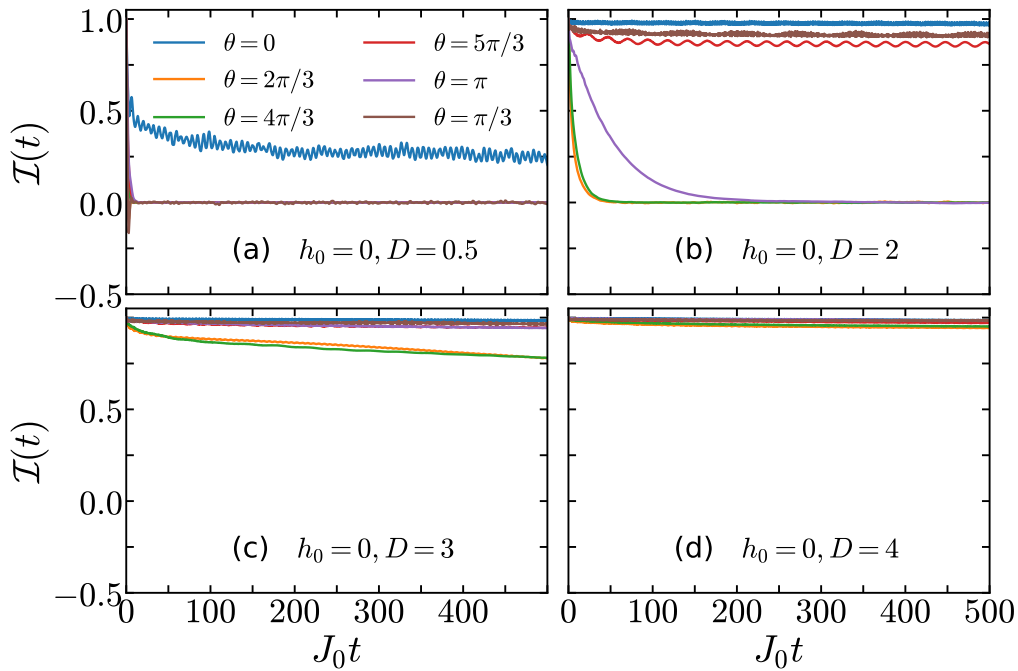 1.0
0.5
0.0
−0.5
I(t)
θ = 0
θ = 2π/3
θ = 4π/3
θ = 5π/3
θ = π
θ = π/3
(a) h₀ = 0, D = 0.5
(b) h₀ = 0, D = 2
0.5
0.0
−0.5
I(t)
(c) h₀ = 0, D = 3
(d) h₀ = 0, D = 4
0 100 200 300 400
0 100 200 300 400 500
J₀t
J₀t